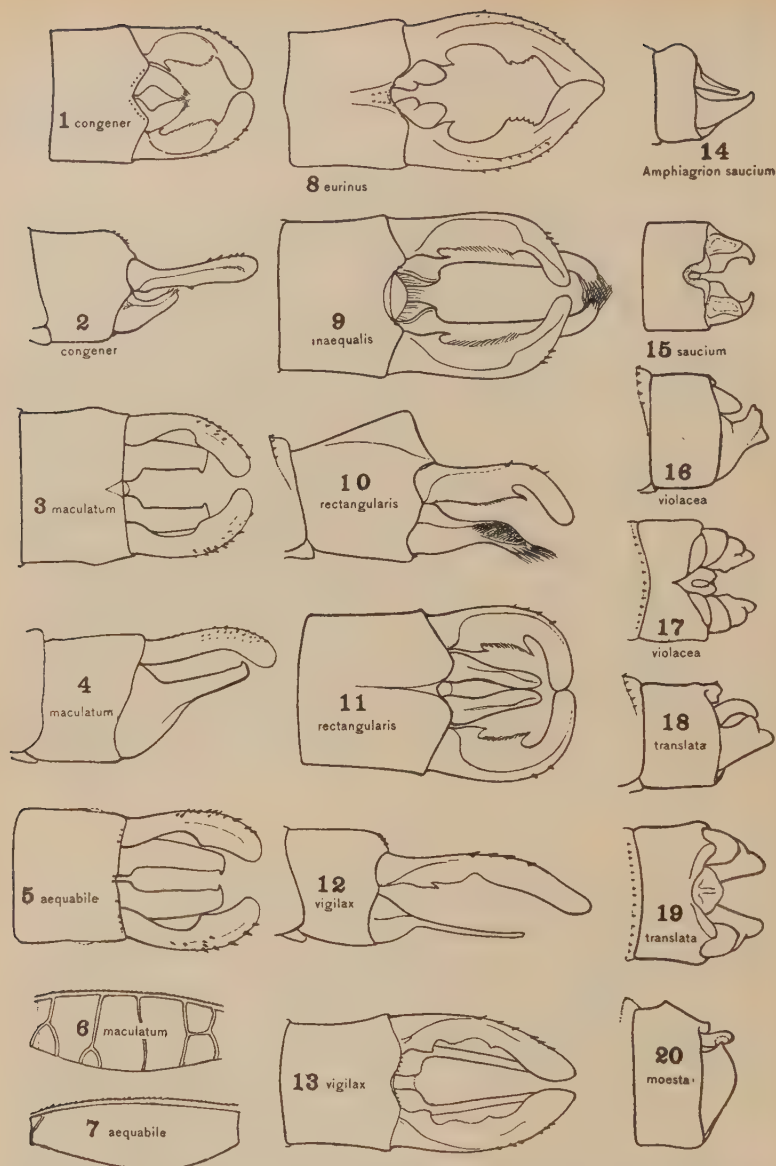 1 congener
2
congener
3 maculatum
4
maculatum
5 aequabile
6 maculatum
7 aequabile
8 eurinus
9
inaequalis
10
rectangularis
11
rectangularis
12
vigilax
13 vigilax
14
Amphiagrion saucium
15 saucium
16
violacea
17
violacea
18
translata
19
translata
20
moesta